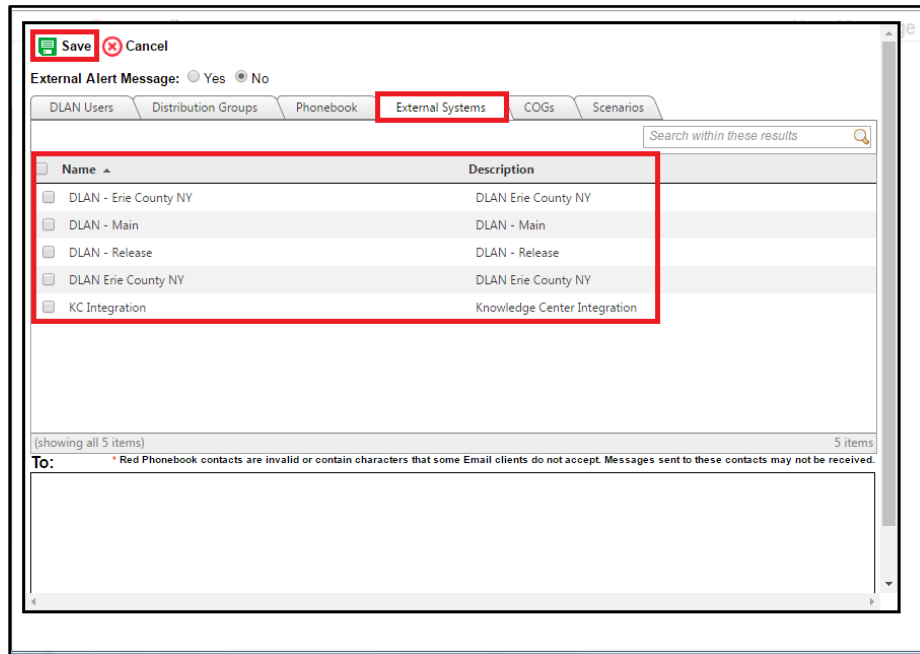 Save Cancel
External Alert Message: Yes No
DLAN Users Distribution Groups Phonebook External Systems COGs Scenarios
Search within these results
Name Description
DLAN - Erie County NY DLAN Erie County NY
DLAN - Main DLAN - Main
DLAN - Release DLAN - Release
DLAN Erie County NY DLAN Erie County NY
KC Integration Knowledge Center Integration
(showing all 5 items) 5 items
To: * Red Phonebook contacts are invalid or contain characters that some Email clients do not accept. Messages sent to these contacts may not be received.